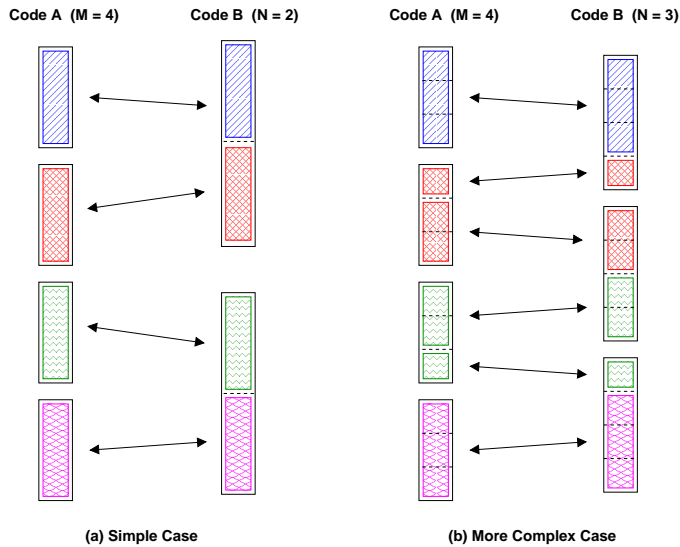 Code A (M = 4) Code B (N = 2) Code A (M = 4) Code B (N = 3)
(a) Simple Case (b) More Complex Case